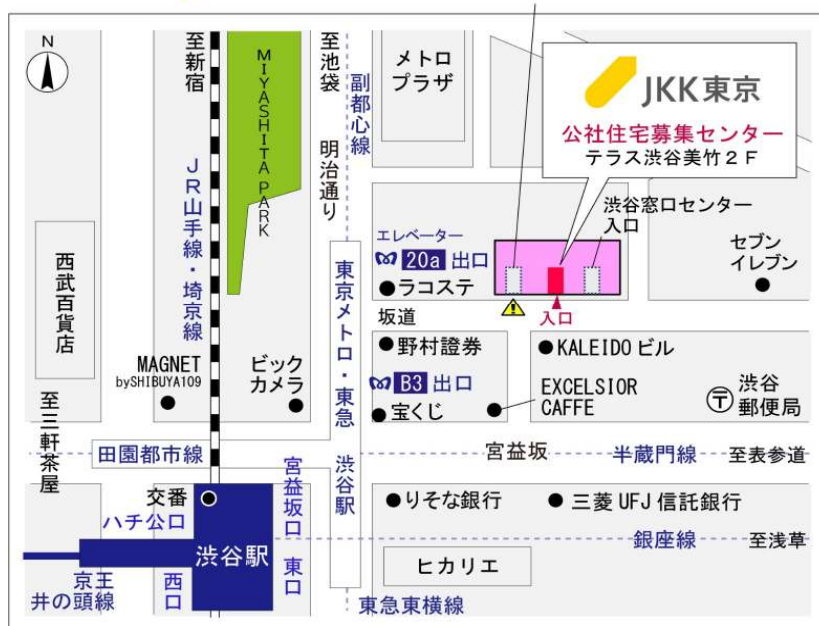 N
至新宿
MIYASHITA PARK
至池袋
副都心線
明治通り
メトロ
プラザ
JKK東京
公社住宅募集センター
テラス渋谷美竹２Ｆ
JR山手線・埼京線
西武百貨店
エレベーター
20a 出口
ラコステ
渋谷窓口センター
入口
セブン
イレブン
入口
坂道
東京メトロ・東急 渋谷駅
野村證券
KALEIDO ビル
MAGNET
bySHIBUYA109
ビック
カメラ
B3 出口
宝くじ
EXCELSIOR
CAFFE
渋谷
郵便局
至三軒茶屋
田園都市線
宮益坂
半蔵門線
至表参道
交番
ハチ公口
宮益坂口
りそな銀行
三菱 UFJ 信託銀行
渋谷駅
銀座線
至浅草
京王
井の頭線
西口
東口
ヒカリエ
東急東横線